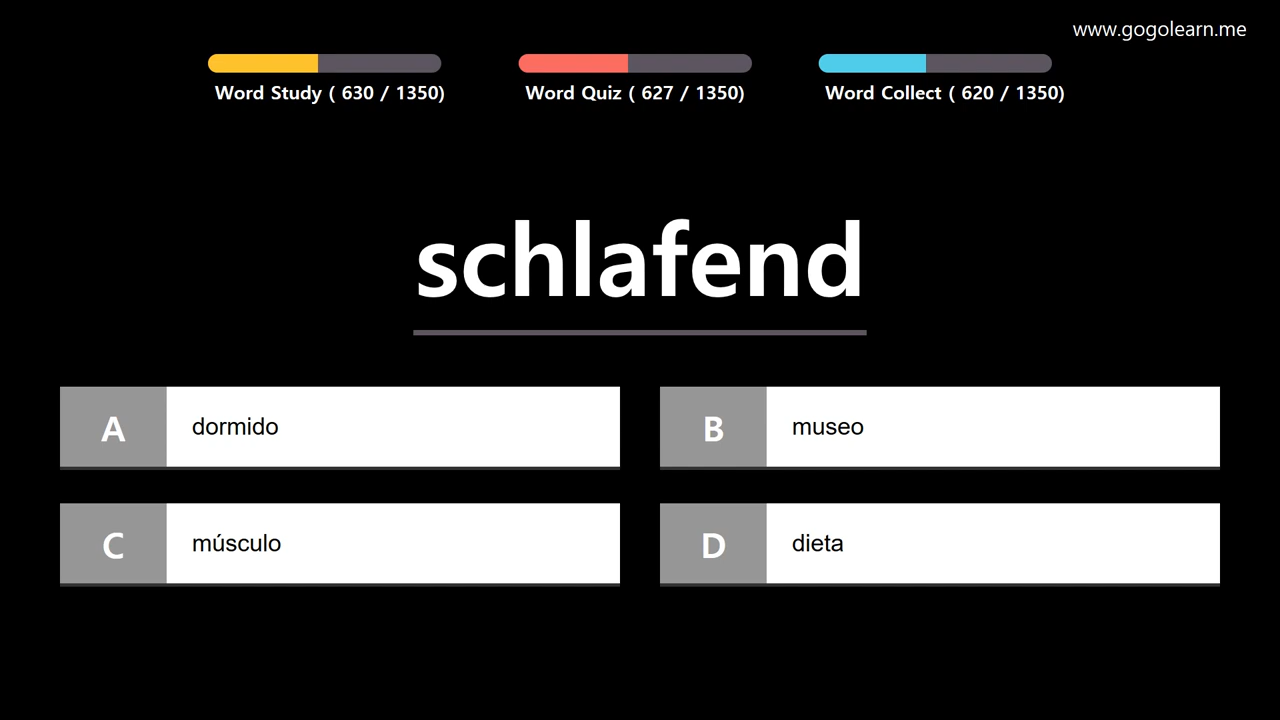 www.gogolearn.me
Word Study ( 630 / 1350)
Word Quiz ( 627 / 1350)
Word Collect ( 620 / 1350)
schlafend
A dormido
B museo
C músculo
D dieta